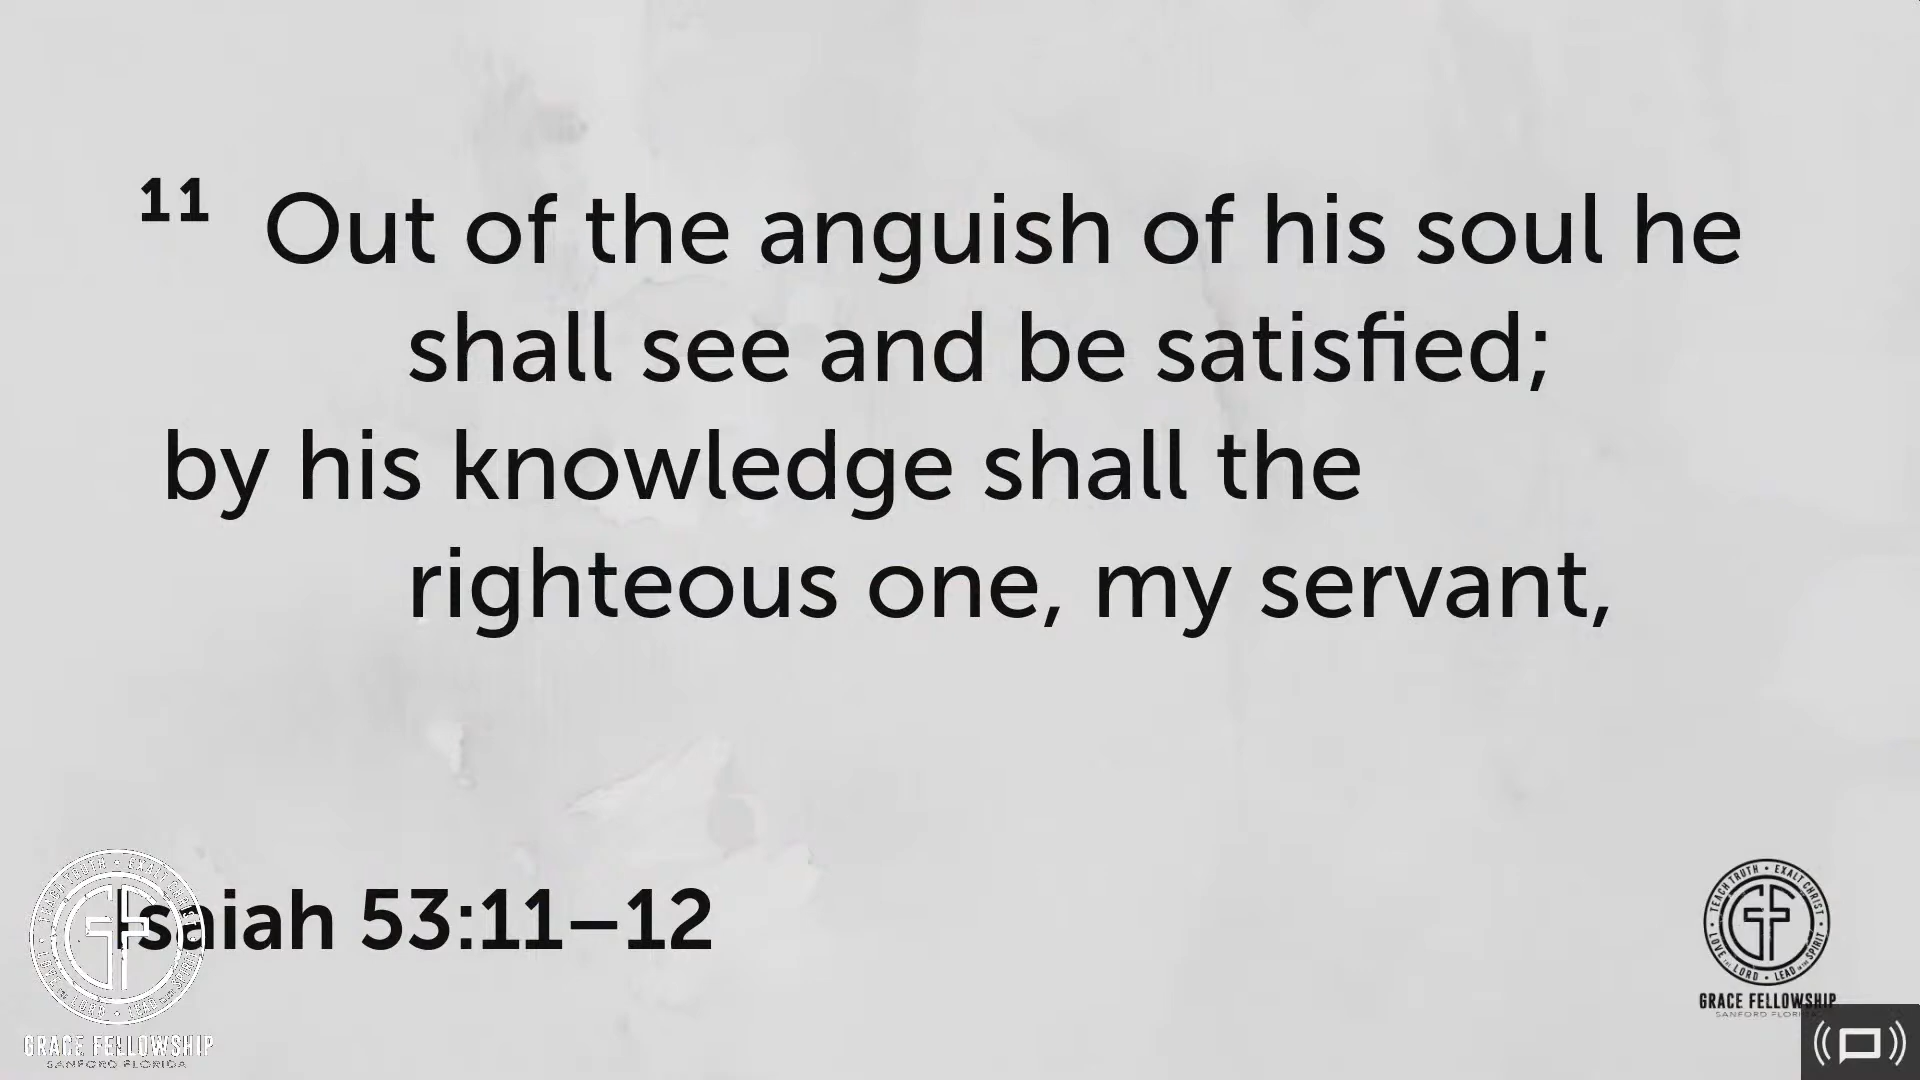 11 Out of the anguish of his soul he
shall see and be satisfied;
by his knowledge shall the
righteous one, my servant,
Isaiah 53:11–12
GRACE FELLOWSHIP
SANFORD FLORIDA
TEACH TRUTH • EXALT CHRIST • LEAD IN THE SPIRIT • LOVE THE LORD •
GRACE FELLOWSHIP
SANFORD FLORI